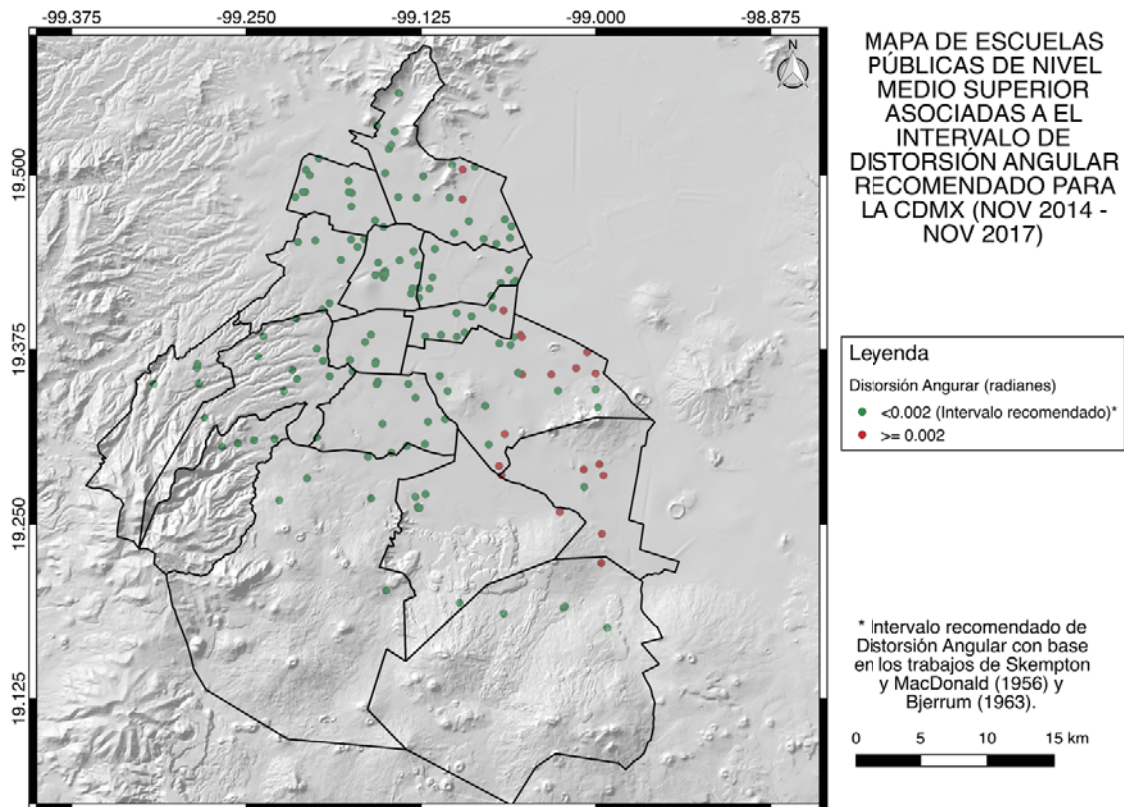 -99.375 -99.250 -99.125 -99.000 -98.875
19.500
19.375
19.250
19.125
N
MAPA DE ESCUELAS
PÚBLICAS DE NIVEL
MEDIO SUPERIOR
ASOCIADAS A EL
INTERVALO DE
DISTORSIÓN ANGULAR
RECOMENDADO PARA
LA CDMX (NOV 2014 -
NOV 2017)
Leyenda
Distorsión Angurar (radianes)
<0.002 (Intervalo recomendado)*
>= 0.002
* Intervalo recomendado de
Distorsión Angular con base
en los trabajos de Skempton
y MacDonald (1956) y
Bjerrum (1963).
0 5 10 15 km